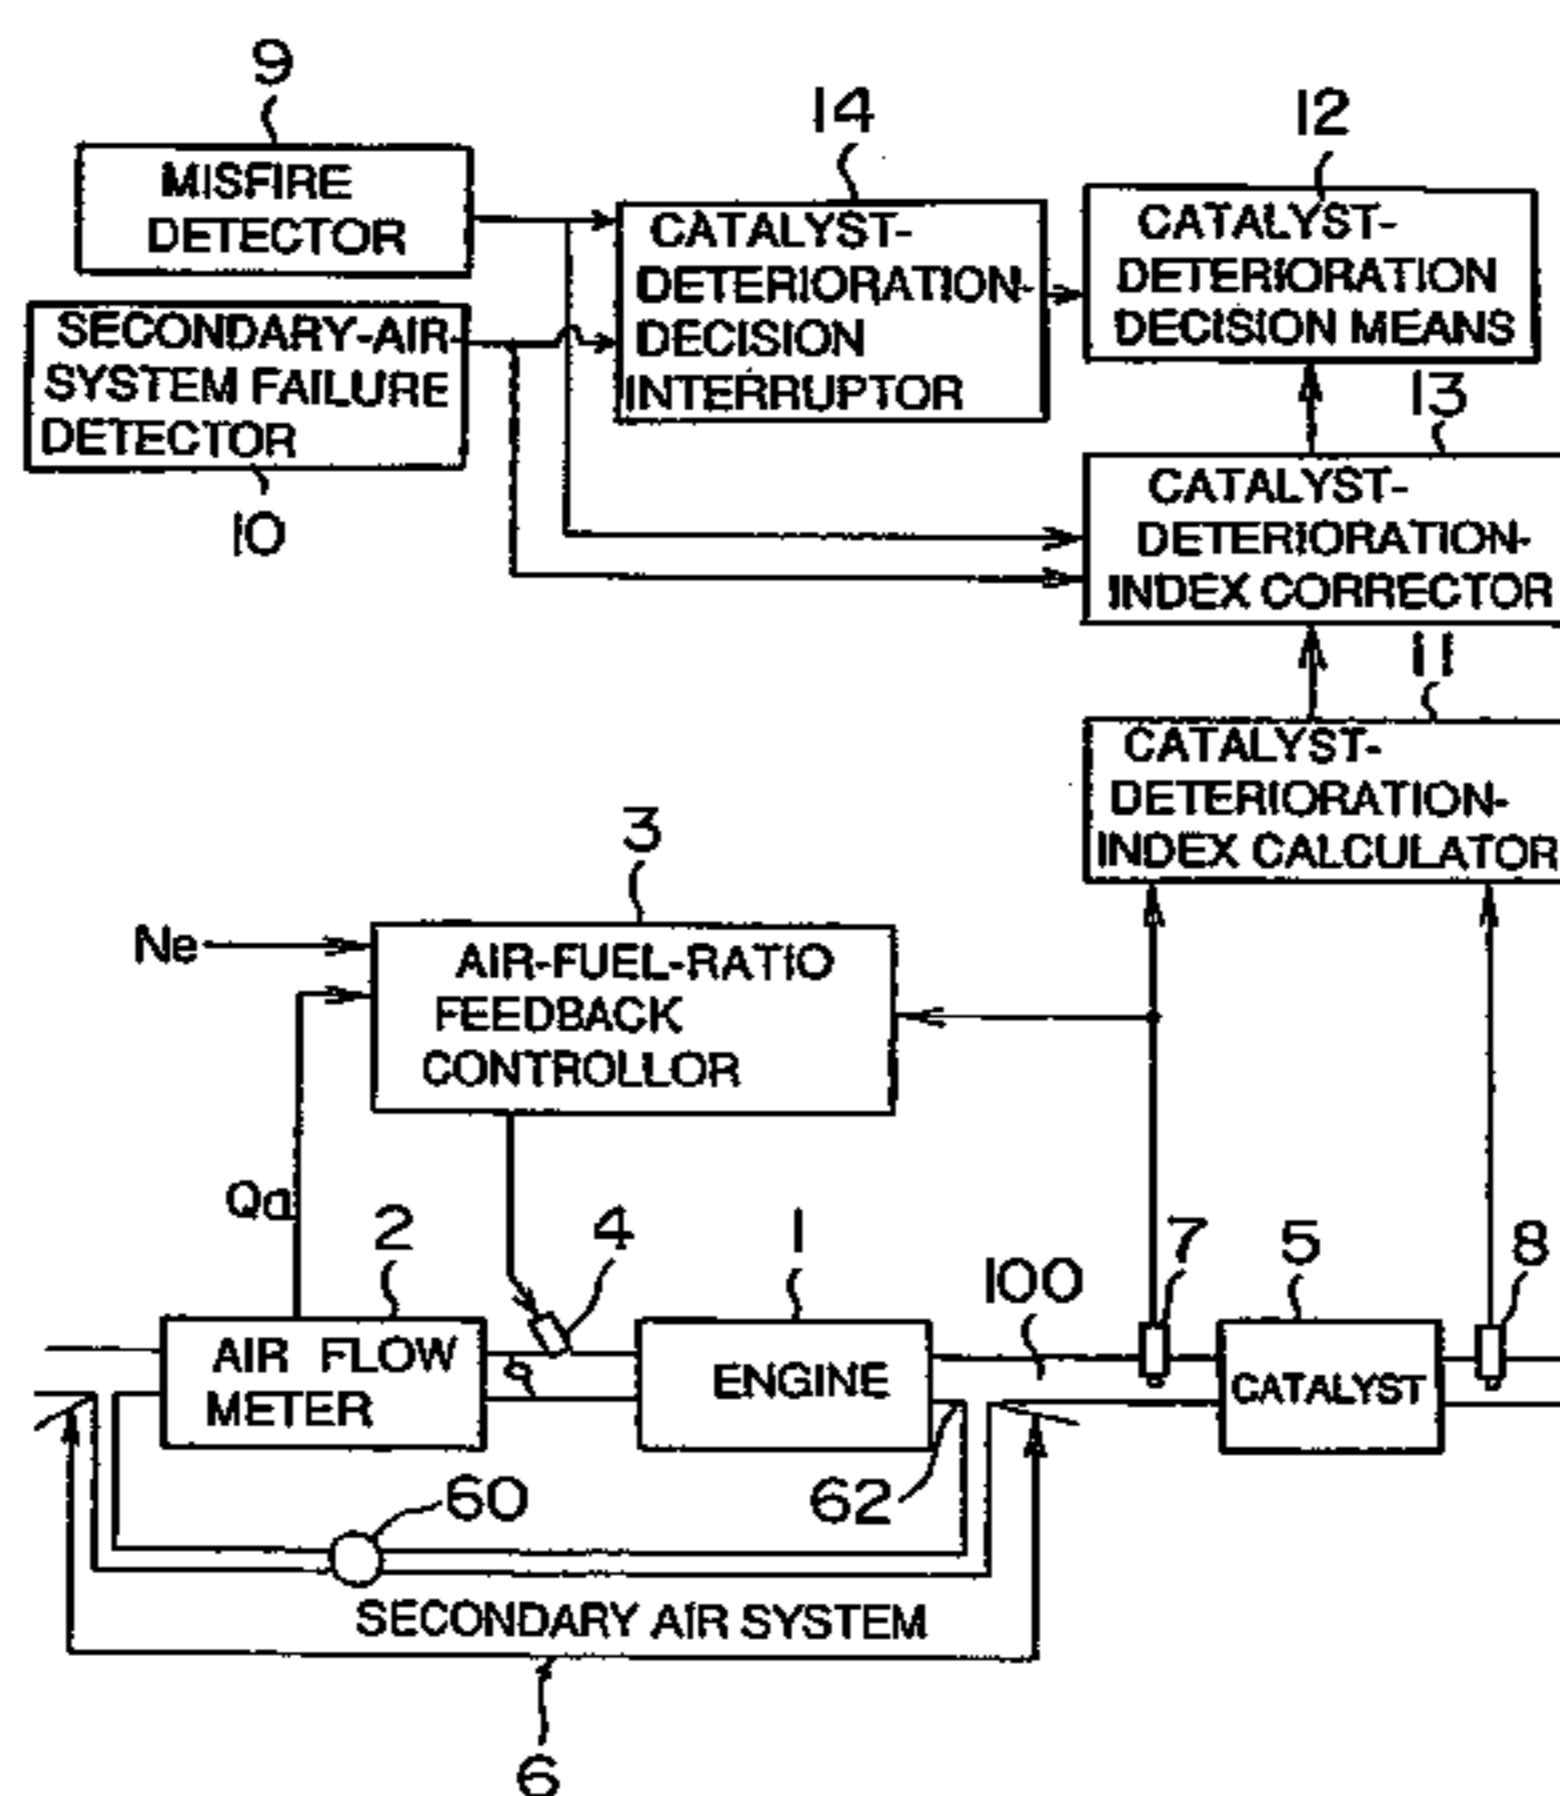 9
14
12
MISFIRE
DETECTOR
CATALYST-
DETERIORATION-
DECISION
INTERRUPTOR
CATALYST-
DETERIORATION
DECISION MEANS
SECONDARY-AIR-
SYSTEM FAILURE
DETECTOR
10
13
CATALYST-
DETERIORATION-
INDEX CORRECTOR
11
CATALYST-
DETERIORATION-
INDEX CALCULATOR
3
Ne
AIR-FUEL-RATIO
FEEDBACK
CONTROLLOR
Qa
2
4
1
100
7
5
8
AIR FLOW
METER
ENGINE
CATALYST
60
62
SECONDARY AIR SYSTEM
6